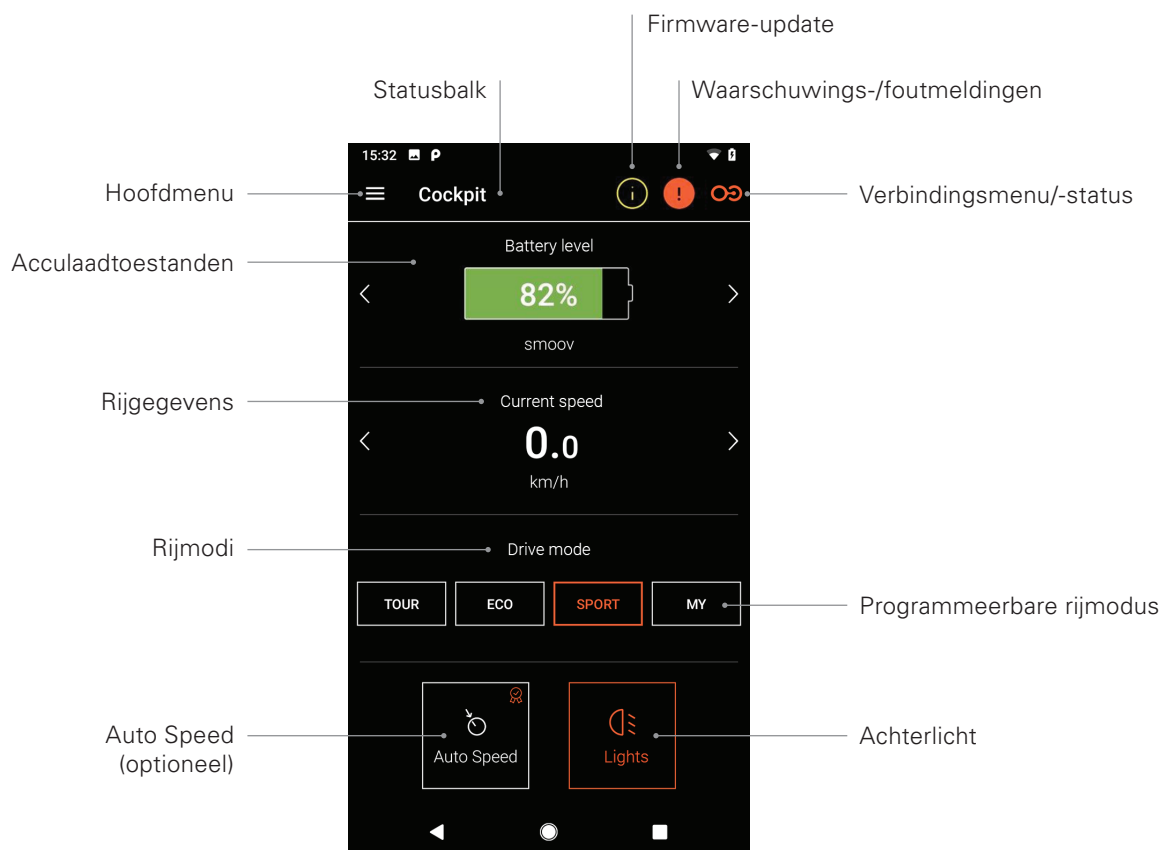 Firmware-update
Statusbalk
Waarschuwings-/foutmeldingen
15:32
Hoofdmenu
Cockpit
i
!
Verbindingsmenu/-status
Battery level
Acculaadtoestanden
82%
smoov
Rijgegevens
Current speed
0.0
km/h
Rijmodi
Drive mode
TOUR
ECO
SPORT
MY
Programmeerbare rijmodus
Auto Speed
(optioneel)
Auto Speed
Lights
Achterlicht